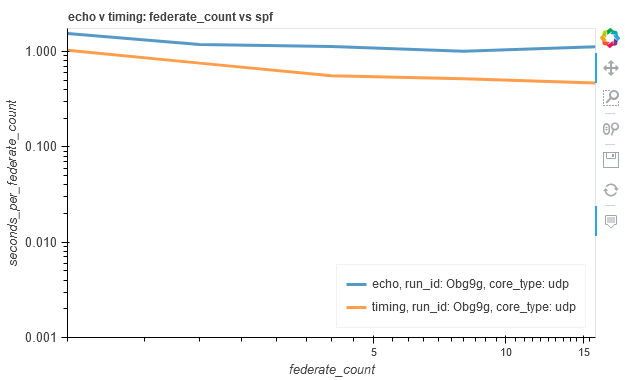 echo v timing: federate_count vs spf
seconds_per_federate_count
1.000
0.100
0.010
0.001
echo, run_id: Obg9g, core_type: udp
timing, run_id: Obg9g, core_type: udp
5
10
15
federate_count